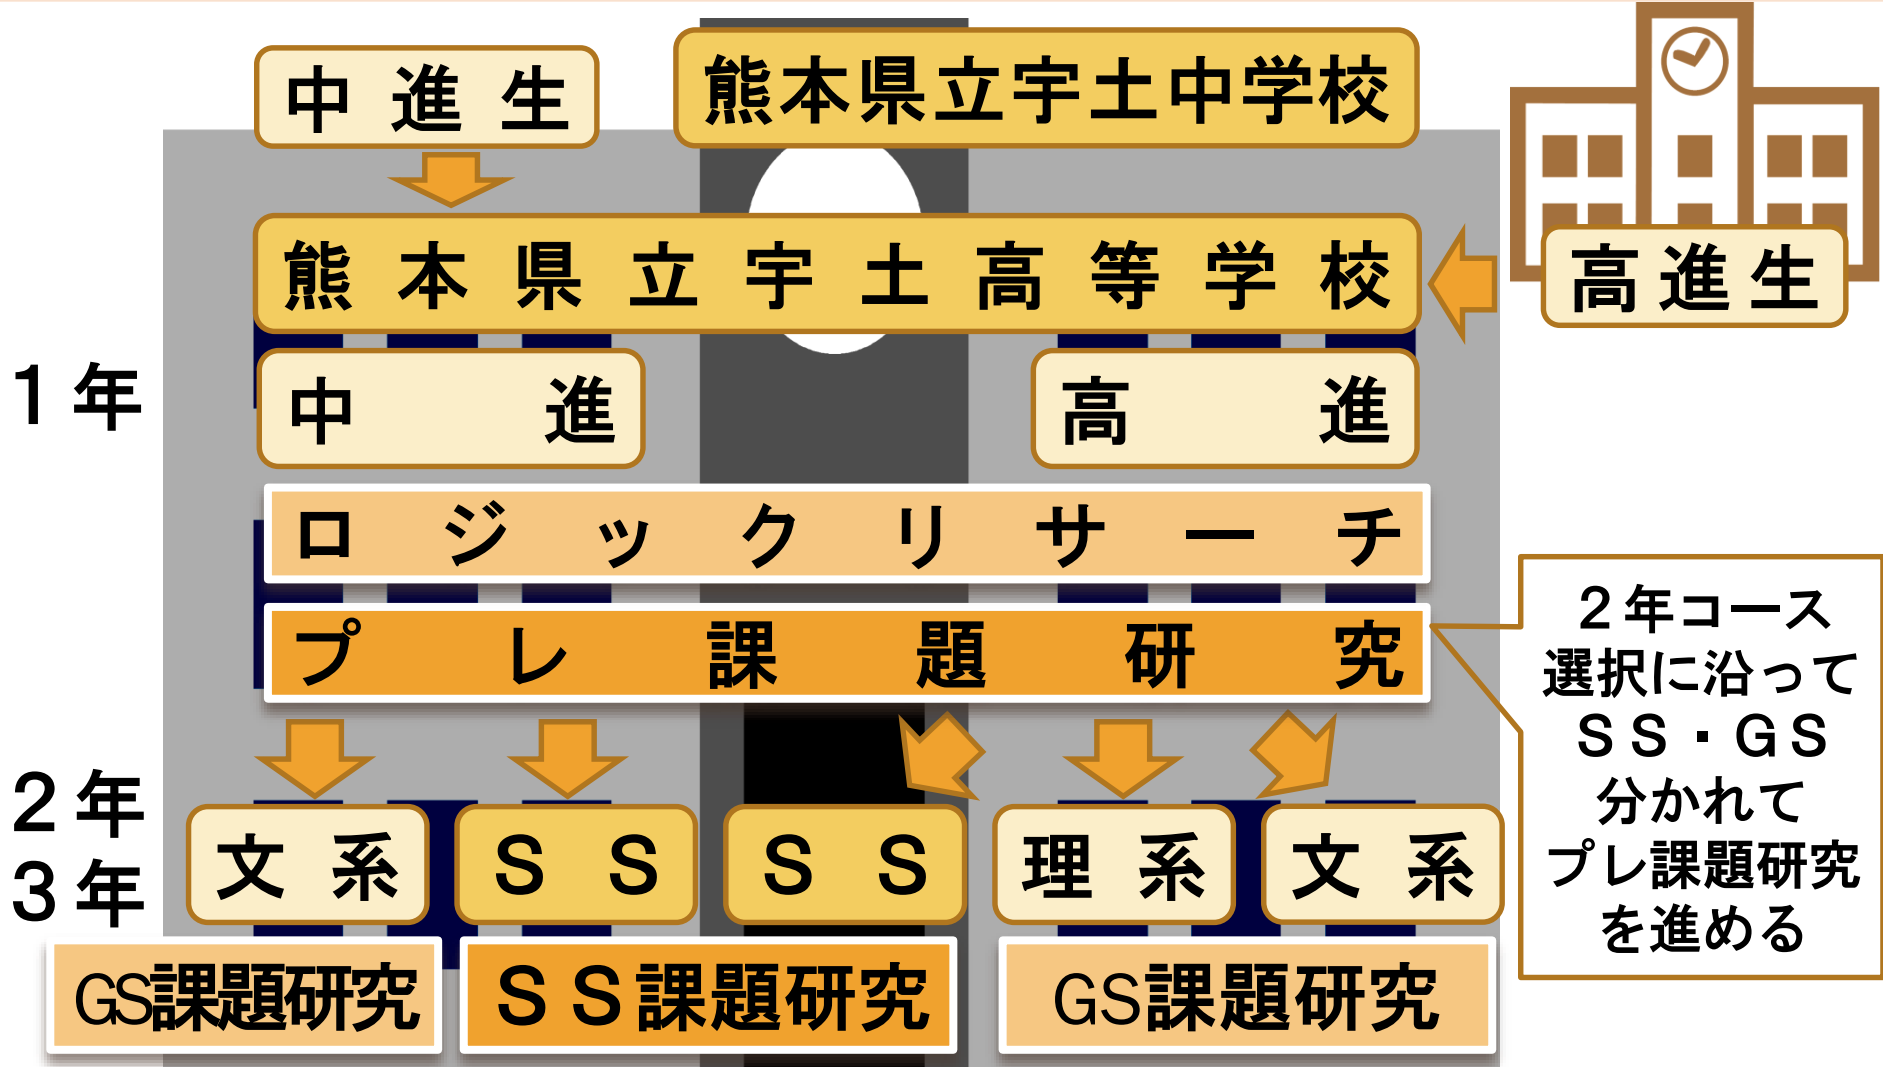 中進生
熊本県立宇土中学校
熊本県立宇土高等学校
高進生
1年
中進
高進
ロジックリサーチ
プレ課題研究
2年コース
選択に沿って
SS・GS
分かれて
プレ課題研究
を進める
2年
3年
文系
SS
SS
理系
文系
GS課題研究
SS課題研究
GS課題研究